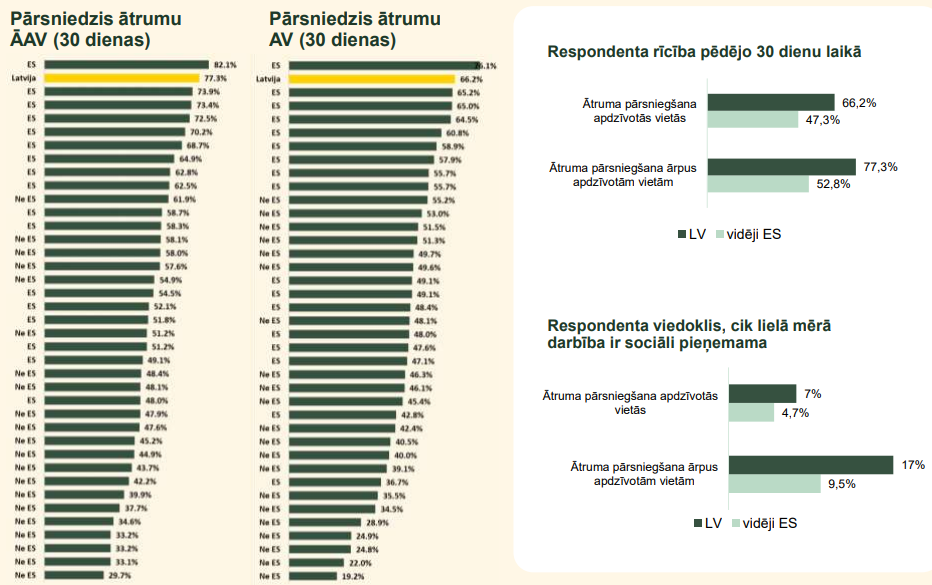 Pārsniedzis ātrumu
ĀAV (30 dienas)
ES 82.1%
Latvija 77.3%
ES 73.9%
ES 73.4%
ES 72.5%
ES 70.2%
ES 68.7%
ES 64.9%
ES 62.8%
ES 62.5%
Ne ES 61.9%
ES 58.7%
ES 58.3%
Ne ES 58.1%
Ne ES 58.0%
Ne ES 57.6%
Ne ES 54.9%
ES 54.5%
ES 52.1%
ES 51.8%
Ne ES 51.2%
ES 51.2%
ES 49.1%
Ne ES 48.4%
Ne ES 48.1%
ES 48.0%
Ne ES 47.9%
Ne ES 47.6%
Ne ES 45.2%
Ne ES 44.9%
Ne ES 43.7%
Ne ES 42.2%
Ne ES 39.9%
Ne ES 37.7%
Ne ES 34.6%
Ne ES 33.2%
Ne ES 33.2%
Ne ES 33.1%
Ne ES 29.7%
Pārsniedzis ātrumu
AV (30 dienas)
ES
Latvija 66.2%
ES 65.2%
ES 65.0%
ES 64.5%
ES 60.8%
ES 58.9%
ES 57.9%
ES 55.7%
ES 55.7%
Ne ES 55.2%
Ne ES 53.0%
Ne ES 51.5%
Ne ES 51.3%
Ne ES 49.7%
Ne ES 49.6%
ES 49.1%
ES 49.1%
ES 48.4%
Ne ES 48.1%
ES 48.0%
ES 47.6%
ES 47.1%
Ne ES 46.3%
Ne ES 46.1%
Ne ES 45.4%
ES 42.8%
Ne ES 42.4%
Ne ES 40.5%
Ne ES 40.0%
Ne ES 39.1%
ES 36.7%
Ne ES 35.5%
Ne ES 34.5%
Ne ES 28.9%
Ne ES 24.9%
Ne ES 24.8%
Ne ES 22.0%
Ne ES 19.2%
Respondenta rīcība pēdējo 30 dienu laikā
Ātruma pārsniegšana
apdzīvotās vietās
66,2%
47,3%
Ātruma pārsniegšana ārpus
apdzīvotām vietām
77,3%
52,8%
LV vidēji ES
Respondenta viedoklis, cik lielā mērā
darbība ir sociāli pieņemama
Ātruma pārsniegšana apdzīvotās
vietās
7%
4,7%
Ātruma pārsniegšana ārpus
apdzīvotām vietām
17%
9,5%
LV vidēji ES